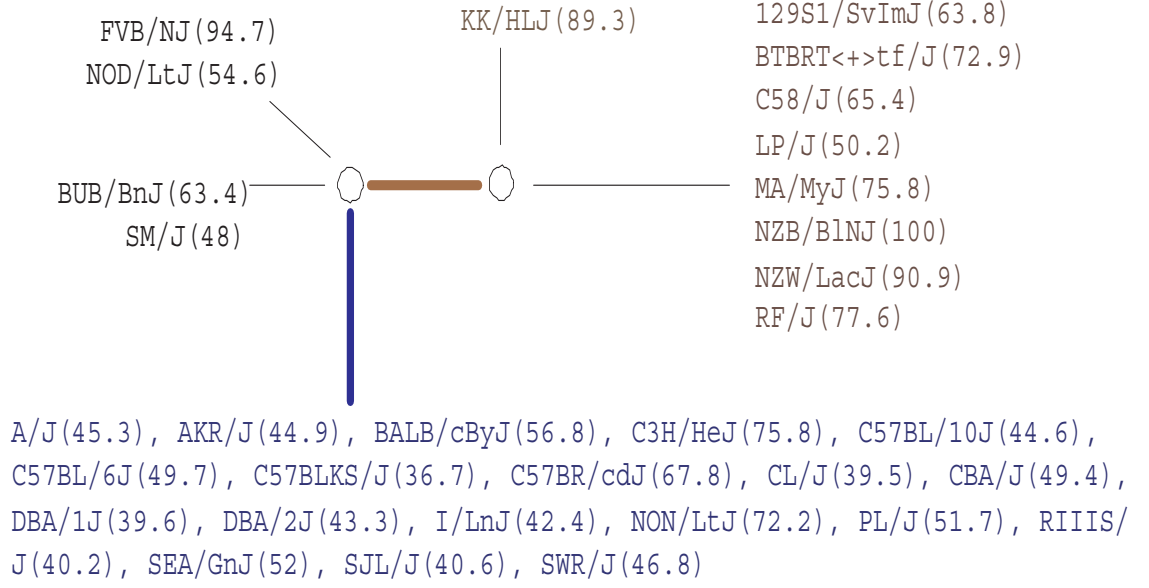 FVB/NJ(94.7)
NOD/LtJ(54.6)
BUB/BnJ(63.4)
SM/J(48)
KK/HLJ(89.3)
129S1/SvImJ(63.8)
BTBRT<+>tf/J(72.9)
C58/J(65.4)
LP/J(50.2)
MA/MyJ(75.8)
NZB/BlNJ(100)
NZW/LacJ(90.9)
RF/J(77.6)
A/J(45.3), AKR/J(44.9), BALB/cByJ(56.8), C3H/HeJ(75.8), C57BL/10J(44.6),
C57BL/6J(49.7), C57BLKS/J(36.7), C57BR/cdJ(67.8), CL/J(39.5), CBA/J(49.4),
DBA/1J(39.6), DBA/2J(43.3), I/LnJ(42.4), NON/LtJ(72.2), PL/J(51.7), RIIIS/
J(40.2), SEA/GnJ(52), SJL/J(40.6), SWR/J(46.8)